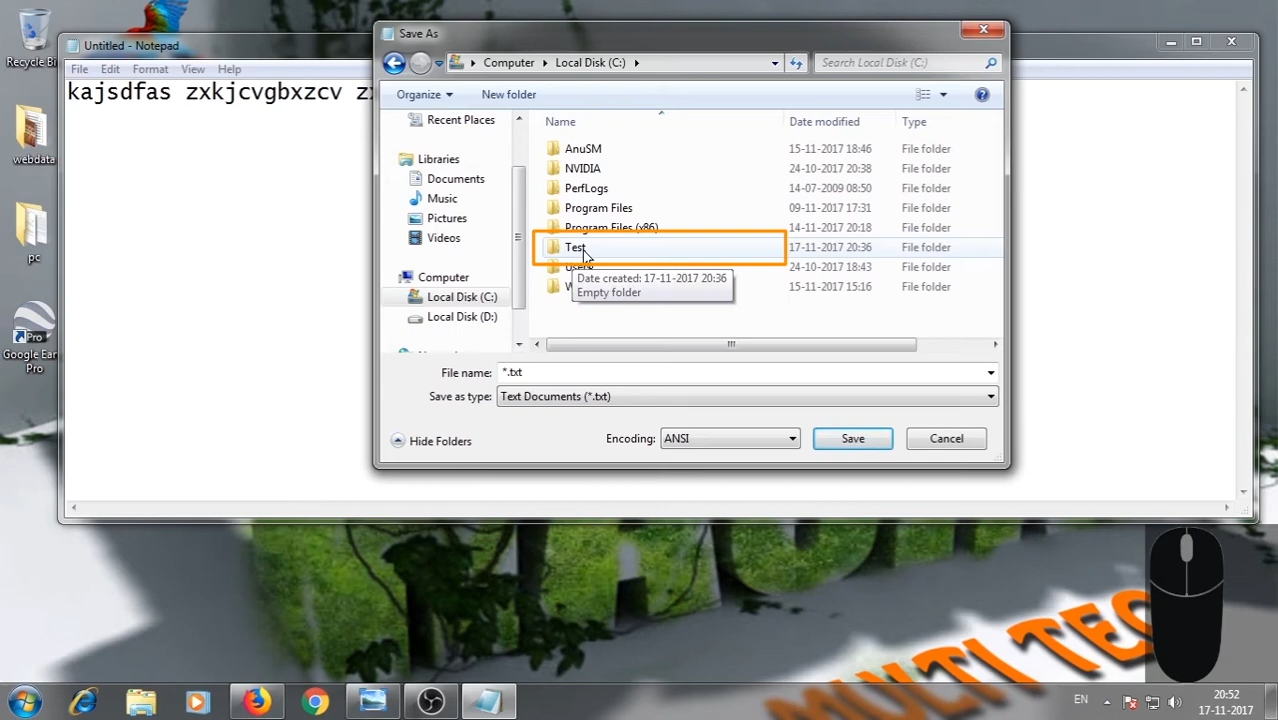 Recycle Bi
webdata
pc
Pro
Google Ear
Pro
Untitled - Notepad
File Edit Format View Help
kajsdfas zxkjcvgbxzcv
Save As
Computer Local Disk (C:)
Search Local Disk (C:)
Organize New folder
Recent Places
Libraries
Documents
Music
Pictures
Videos
Computer
Local Disk (C:)
Local Disk (D:)
Name Date modified Type
AnuSM 15-11-2017 18:46 File folder
NVIDIA 24-10-2017 20:38 File folder
PerfLogs 14-07-2009 08:50 File folder
Program Files 09-11-2017 17:31 File folder
Program Files (x86) 14-11-2017 20:18 File folder
Test 17-11-2017 20:36 File folder
Users 24-10-2017 18:43 File folder
W 15-11-2017 15:16 File folder
Date created: 17-11-2017 20:36
Empty folder
File name: *.txt
Save as type: Text Documents (*.txt)
Hide Folders Encoding: ANSI Save Cancel
MULTI TEC
EN 20:52
17-11-2017